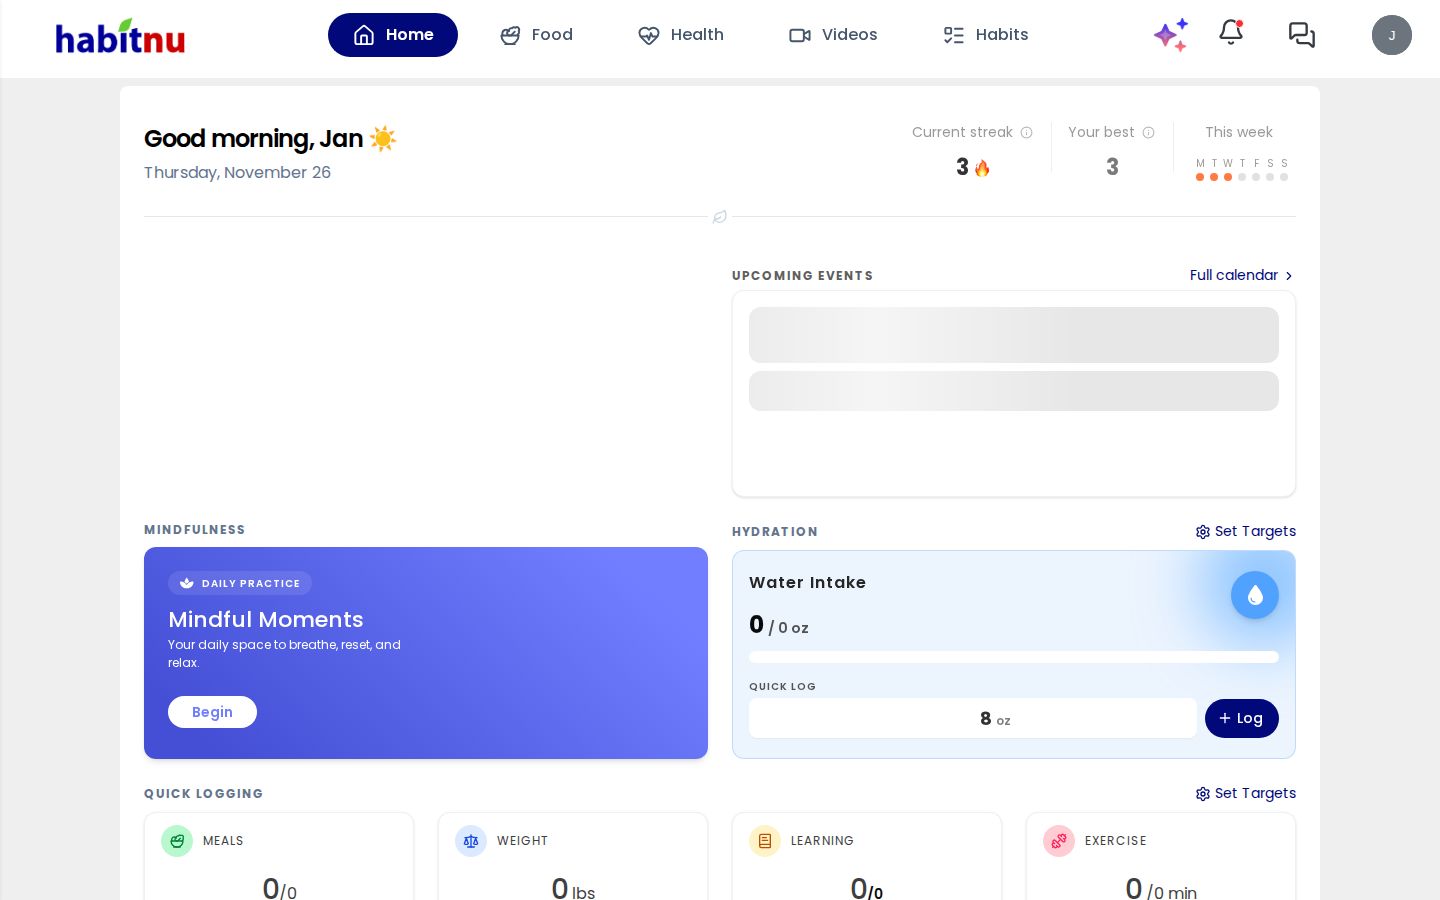 habitnu
Home
Food
Health
Videos
Habits
J
Good morning, Jan ☀️
Thursday, November 26
Current streak
3 🔥
Your best
3
This week
M T W T F S S
UPCOMING EVENTS
Full calendar
MINDFULNESS
DAILY PRACTICE
Mindful Moments
Your daily space to breathe, reset, and
relax.
Begin
HYDRATION
Set Targets
Water Intake
0 / 0 oz
QUICK LOG
8 oz
+ Log
QUICK LOGGING
Set Targets
MEALS
0/0
WEIGHT
0 lbs
LEARNING
0/0
EXERCISE
0 /0 min